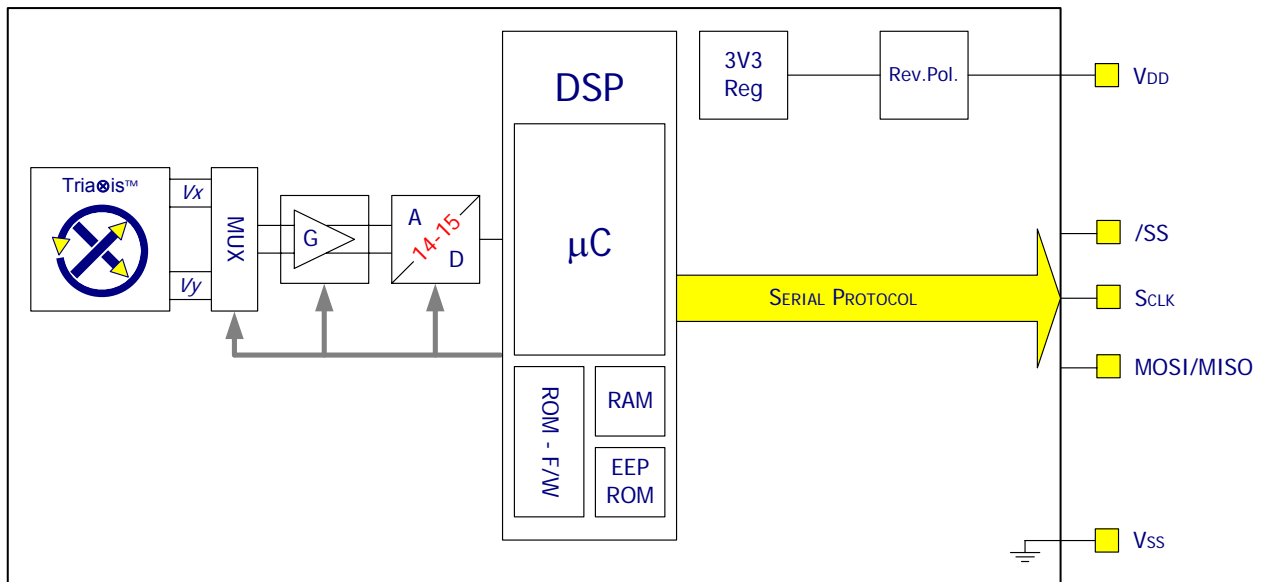 DSP
3V3
Reg
Rev.Pol.
VDD
Tria⊗is™
Vx
Vy
MUX
G
A
14-15
D
µC
SERIAL PROTOCOL
/SS
SCLK
MOSI/MISO
ROM - F/W
RAM
EEP
ROM
VSS